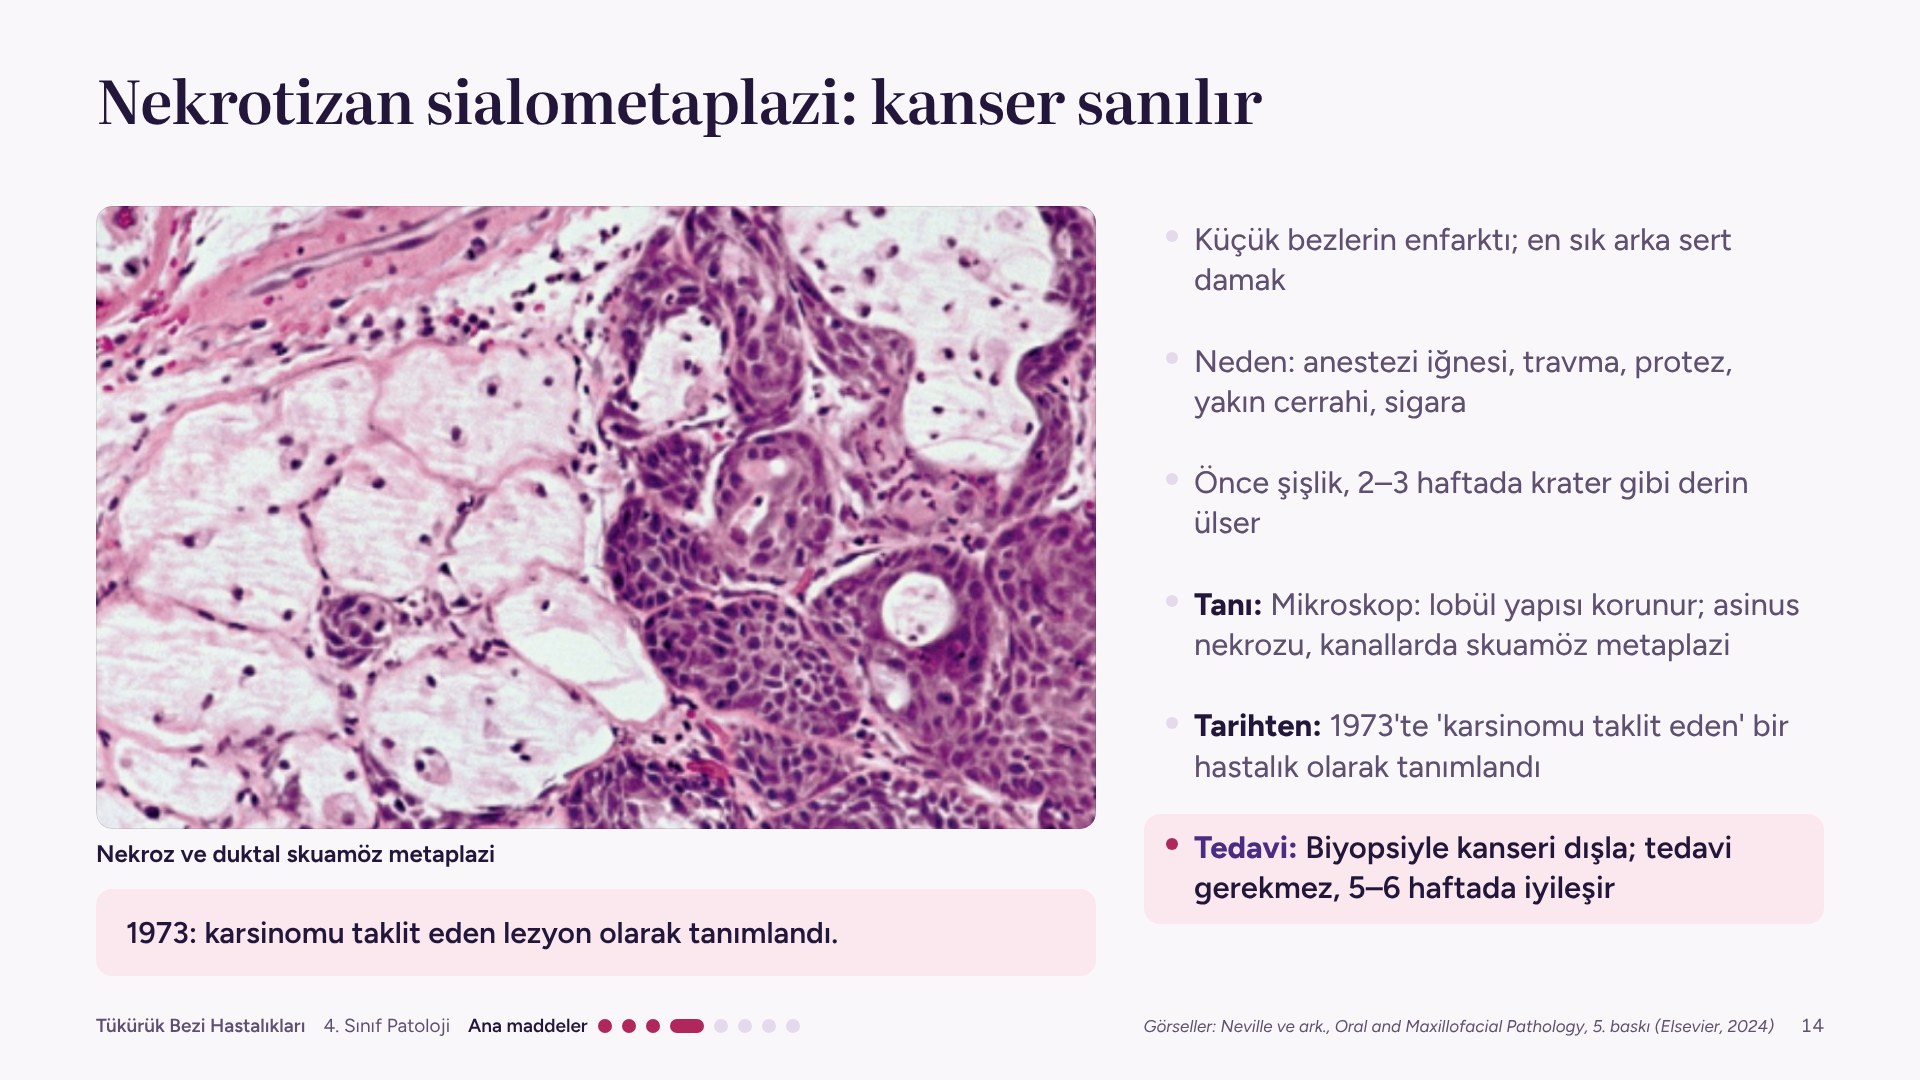 Nekrotizan sialometaplazi: kanser sanılır
Nekroz ve duktal skuamöz metaplazi
1973: karsinomu taklit eden lezyon olarak tanımlandı.
Küçük bezlerin enfarktı; en sık arka sert
damak
Neden: anestezi iğnesi, travma, protez,
yakın cerrahi, sigara
Önce şişlik, 2–3 haftada krater gibi derin
ülser
Tanı: Mikroskop: lobül yapısı korunur; asinus
nekrozu, kanallarda skuamöz metaplazi
Tarihten: 1973'te 'karsinomu taklit eden' bir
hastalık olarak tanımlandı
Tedavi: Biyopsiyle kanseri dışla; tedavi
gerekmez, 5–6 haftada iyileşir
Tükürük Bezi Hastalıkları 4. Sınıf Patoloji Ana maddeler
Görseller: Neville ve ark., Oral and Maxillofacial Pathology, 5. baskı (Elsevier, 2024) 14